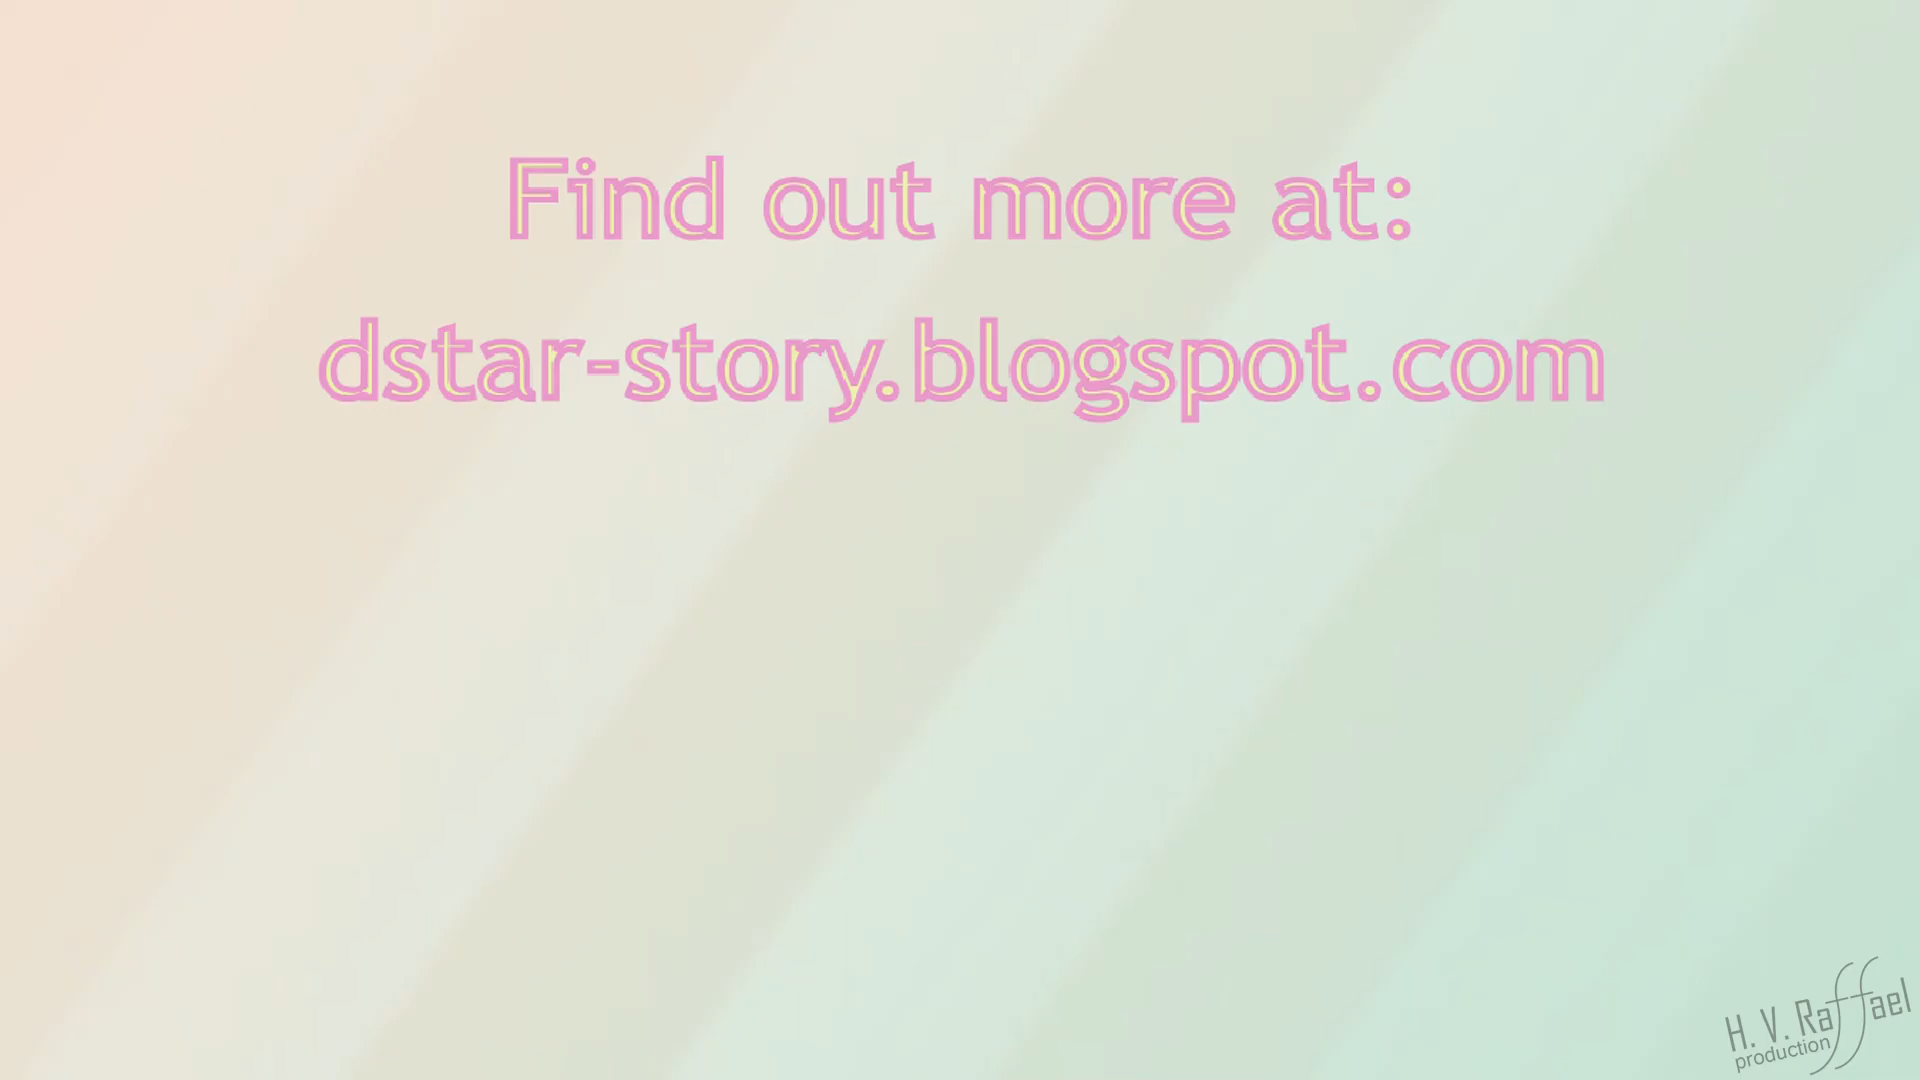 Find out more at:
dstar-story.blogspot.com
H. V. Raffael
production